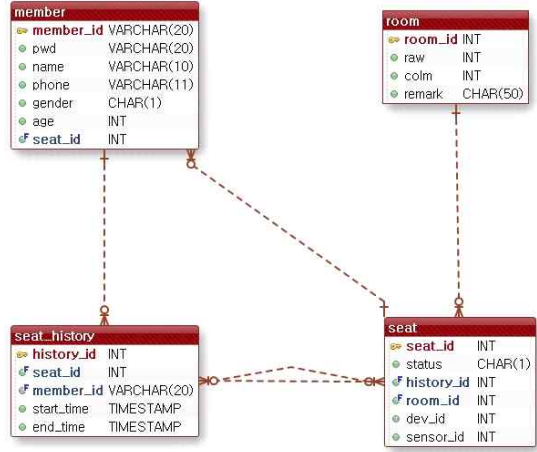 member
member_id VARCHAR(20)
pwd VARCHAR(20)
name VARCHAR(10)
phone VARCHAR(11)
gender CHAR(1)
age INT
seat_id INT
room
room_id INT
raw INT
colm INT
remark CHAR(50)
seat_history
history_id INT
seat_id INT
member_id VARCHAR(20)
start_time TIMESTAMP
end_time TIMESTAMP
seat
seat_id INT
status CHAR(1)
history_id INT
room_id INT
dev_id INT
sensor_id INT